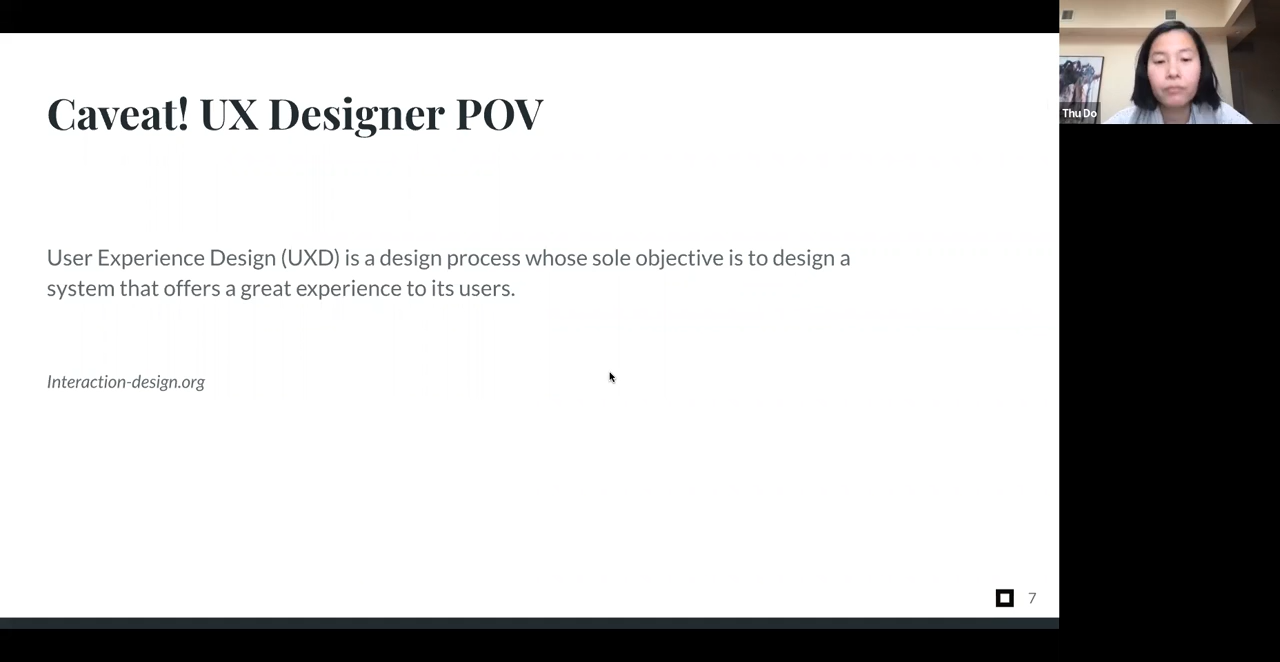 Caveat! UX Designer POV
User Experience Design (UXD) is a design process whose sole objective is to design a
system that offers a great experience to its users.
Interaction-design.org
7
Thu Do